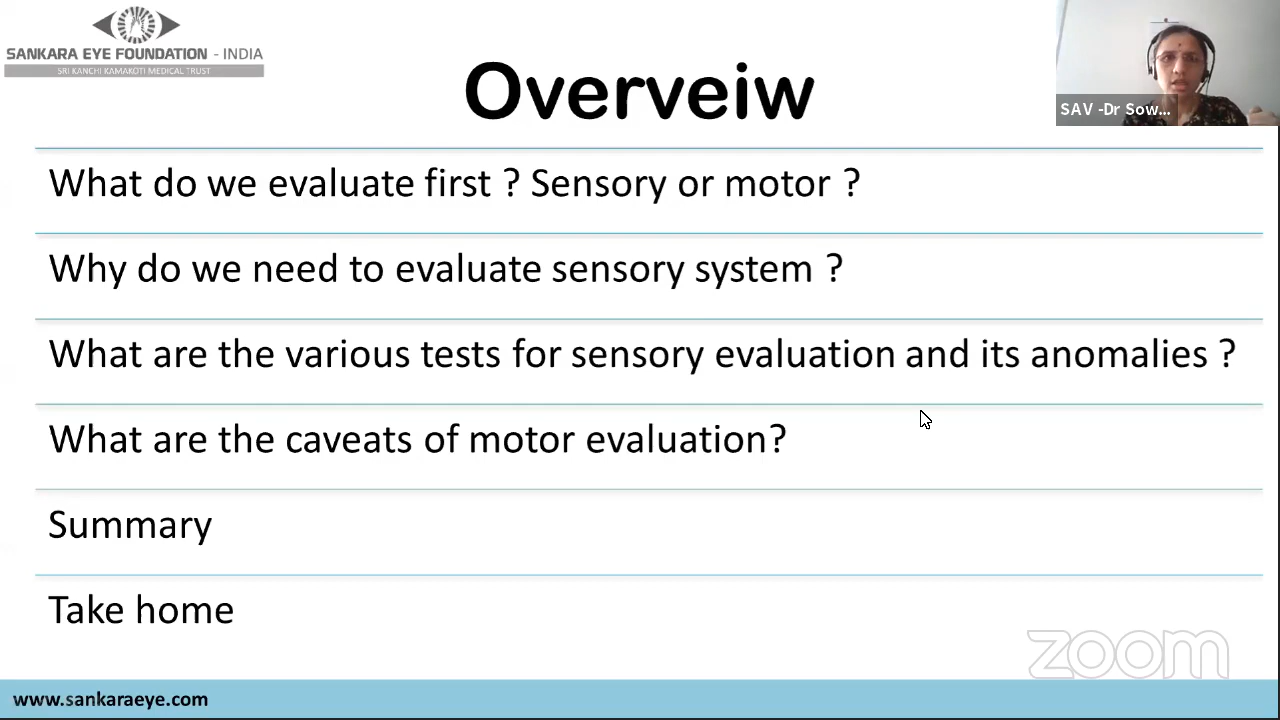 SANKARA EYE FOUNDATION - INDIA
SRI KANCHI KAMAKOTI MEDICAL TRUST
Overveiw
SAV -Dr Sow...
What do we evaluate first ? Sensory or motor ?
Why do we need to evaluate sensory system ?
What are the various tests for sensory evaluation and its anomalies ?
What are the caveats of motor evaluation?
Summary
Take home
zoom
www.sankaraeye.com